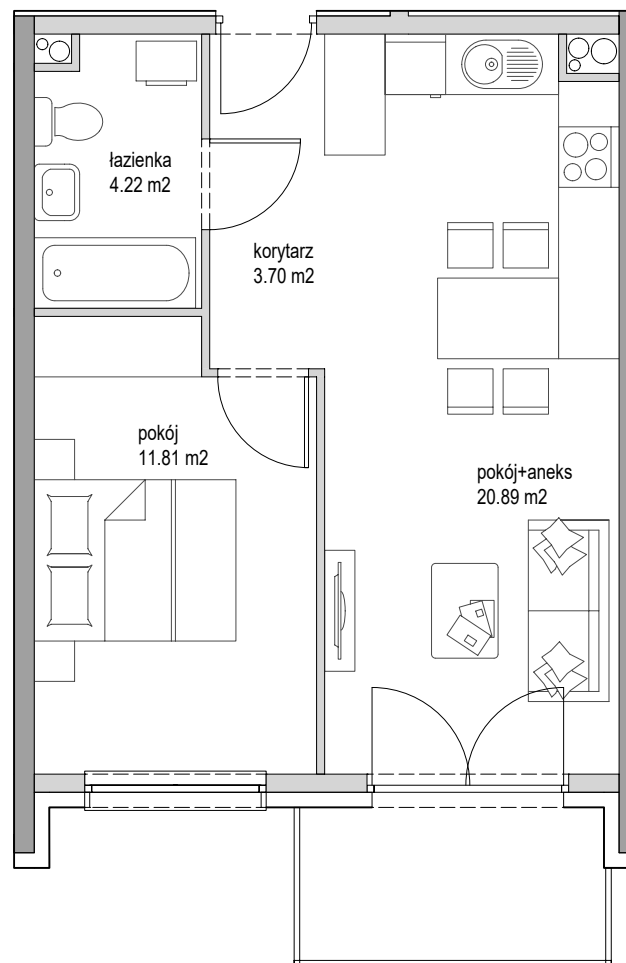 łazienka
4.22 m2
korytarz
3.70 m2
pokój
11.81 m2
pokój+aneks
20.89 m2